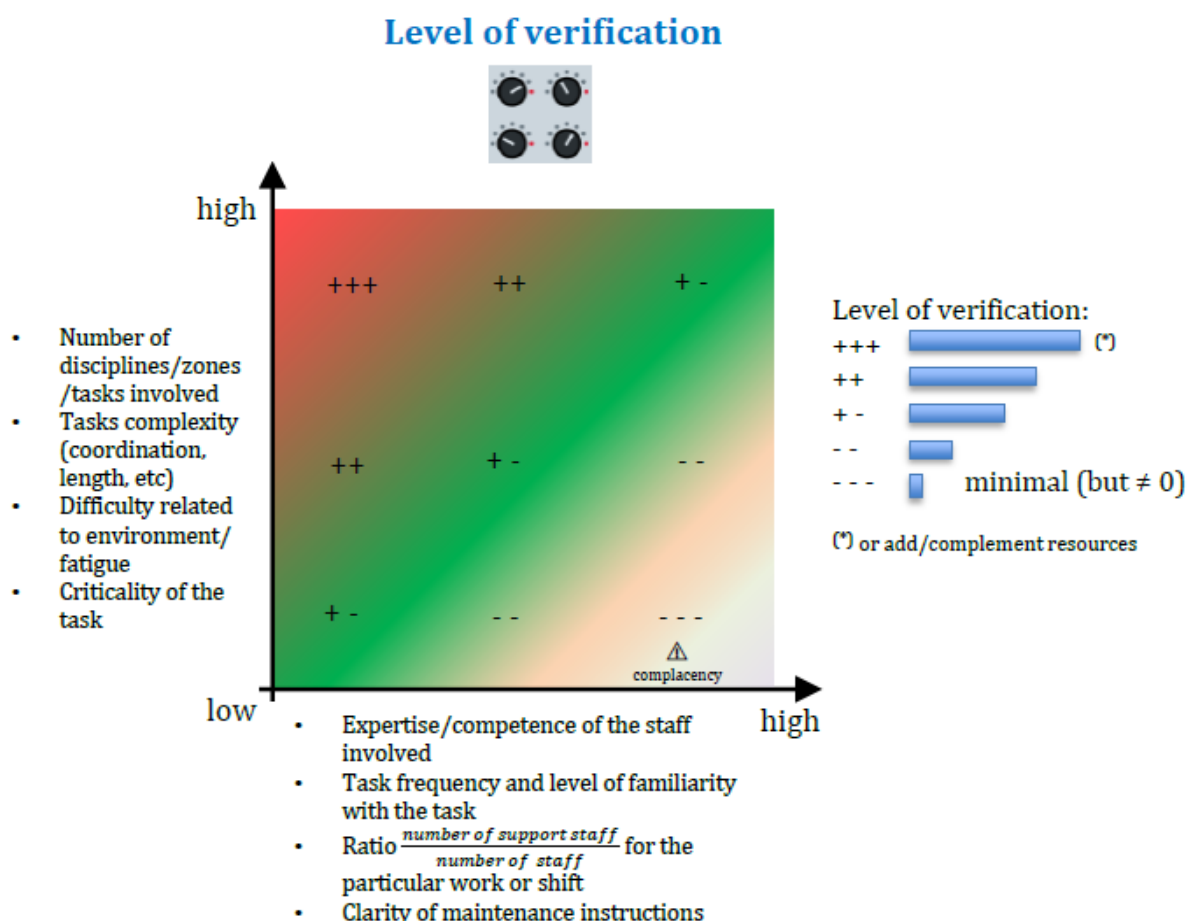 Level of verification
high
+++
++
+ -
++
+ -
- -
+ -
- -
- - -
complacency
low
high
• Number of
disciplines/zones
/tasks involved
• Tasks complexity
(coordination,
length, etc)
• Difficulty related
to environment/
fatigue
• Criticality of the
task
• Expertise/competence of the staff
involved
• Task frequency and level of familiarity
with the task
• Ratio number of support staff / number of staff for the
particular work or shift
• Clarity of maintenance instructions
Level of verification:
+++ (*)
++
+ -
- -
- - - minimal (but ≠ 0)
(*) or add/complement resources